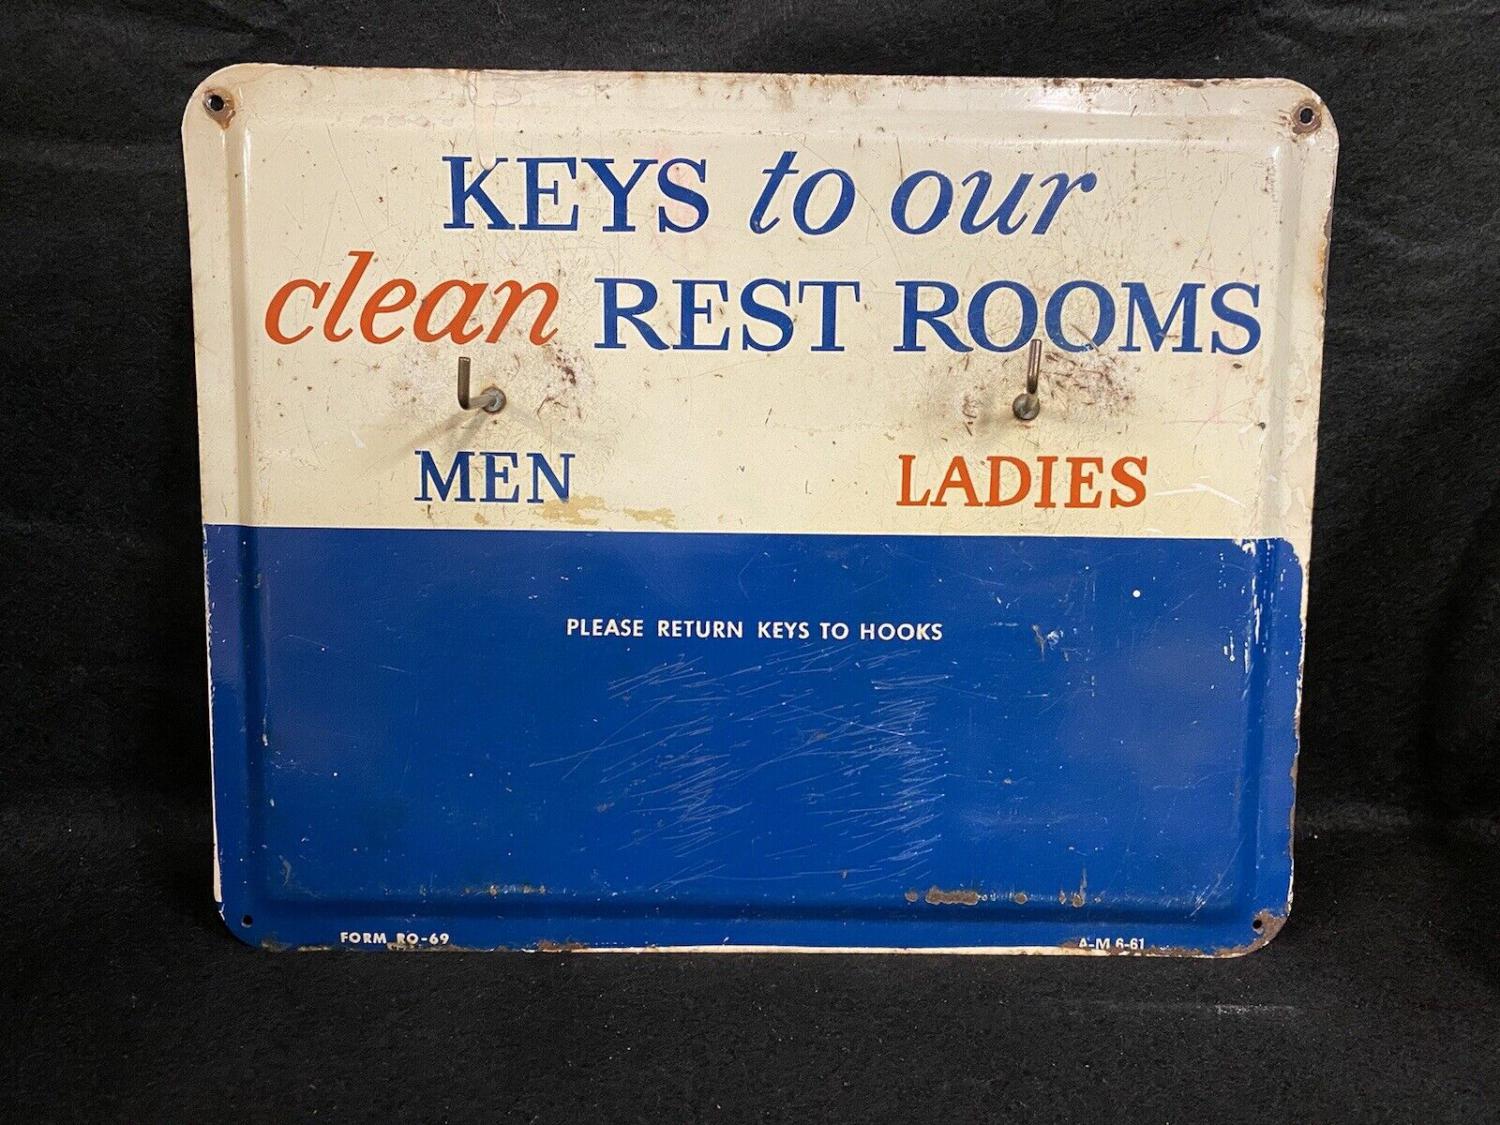 KEYS to our
clean REST ROOMS
MEN LADIES
PLEASE RETURN KEYS TO HOOKS
FORM RO-69 A-M 6-61